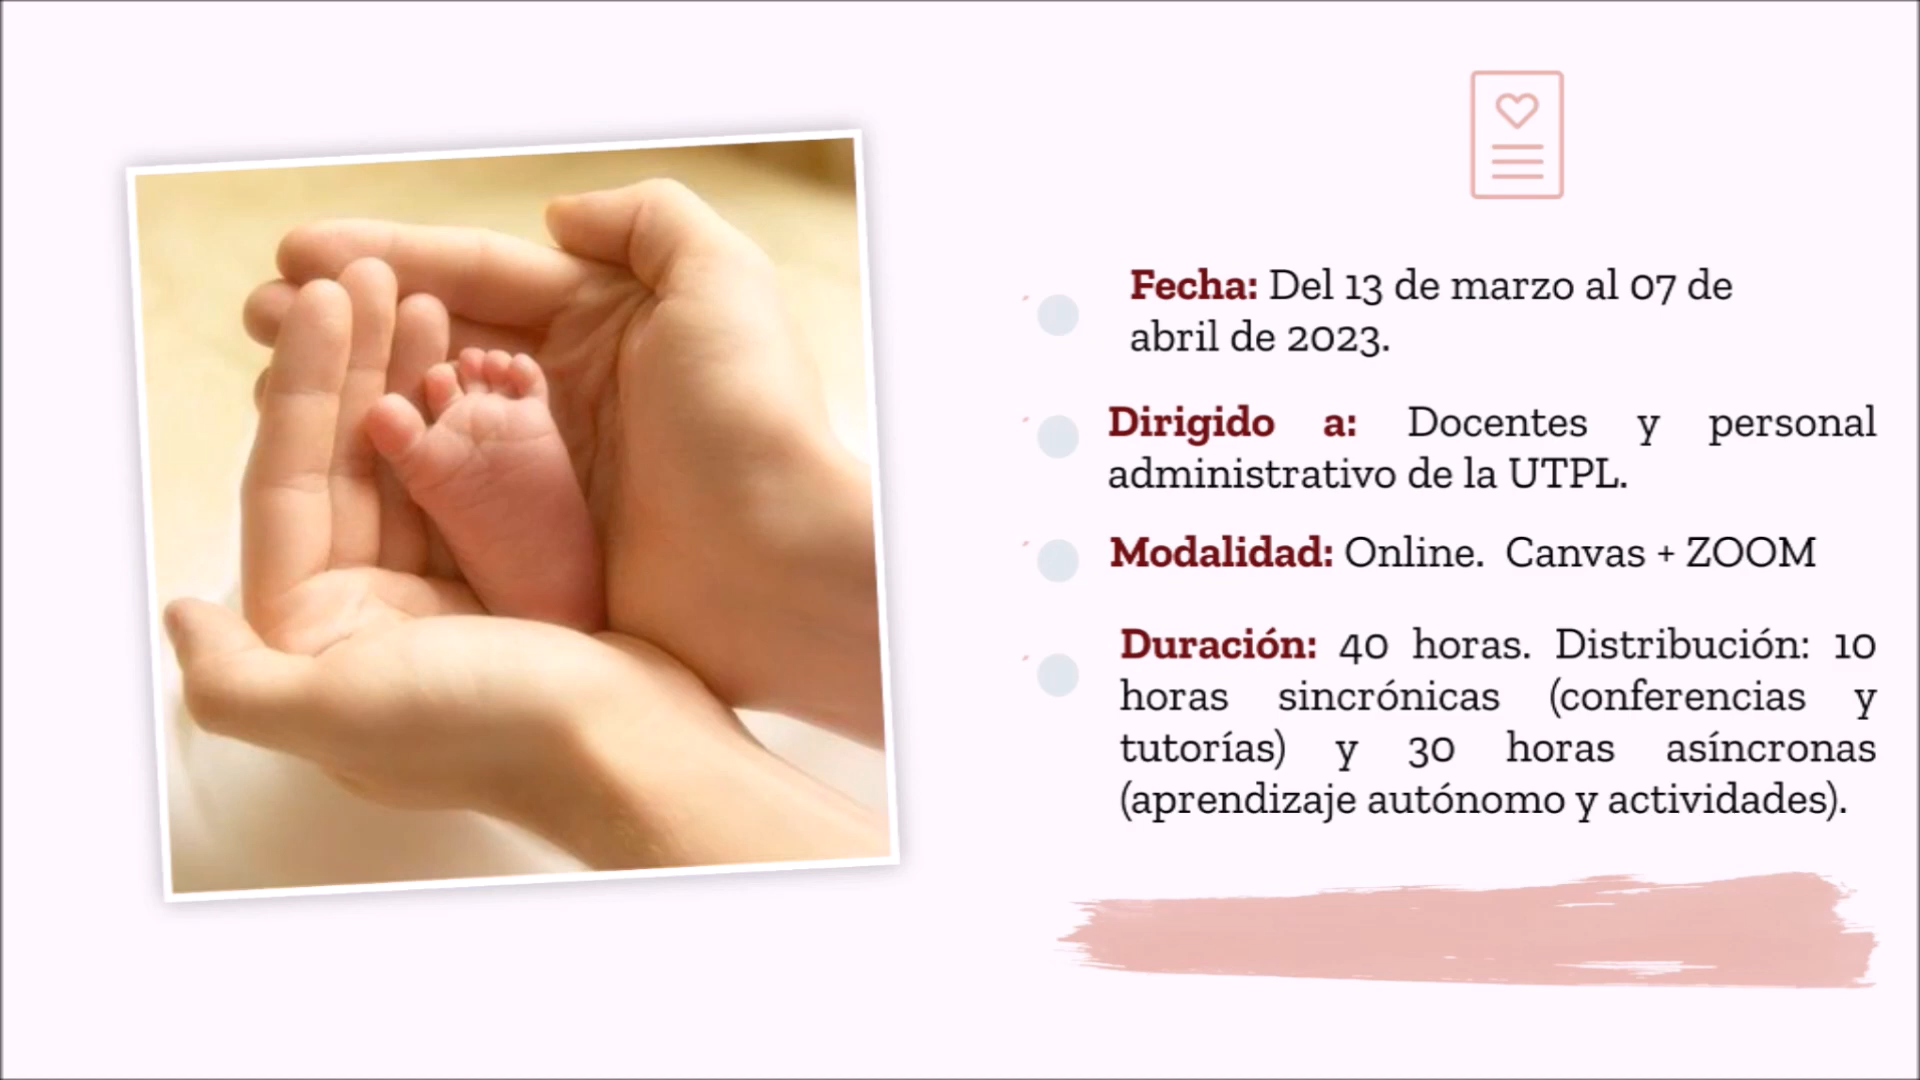 Fecha: Del 13 de marzo al 07 de
abril de 2023.
Dirigido a: Docentes y personal
administrativo de la UTPL.
Modalidad: Online. Canvas + ZOOM
Duración: 40 horas. Distribución: 10
horas sincrónicas (conferencias y
tutorías) y 30 horas asíncronas
(aprendizaje autónomo y actividades).